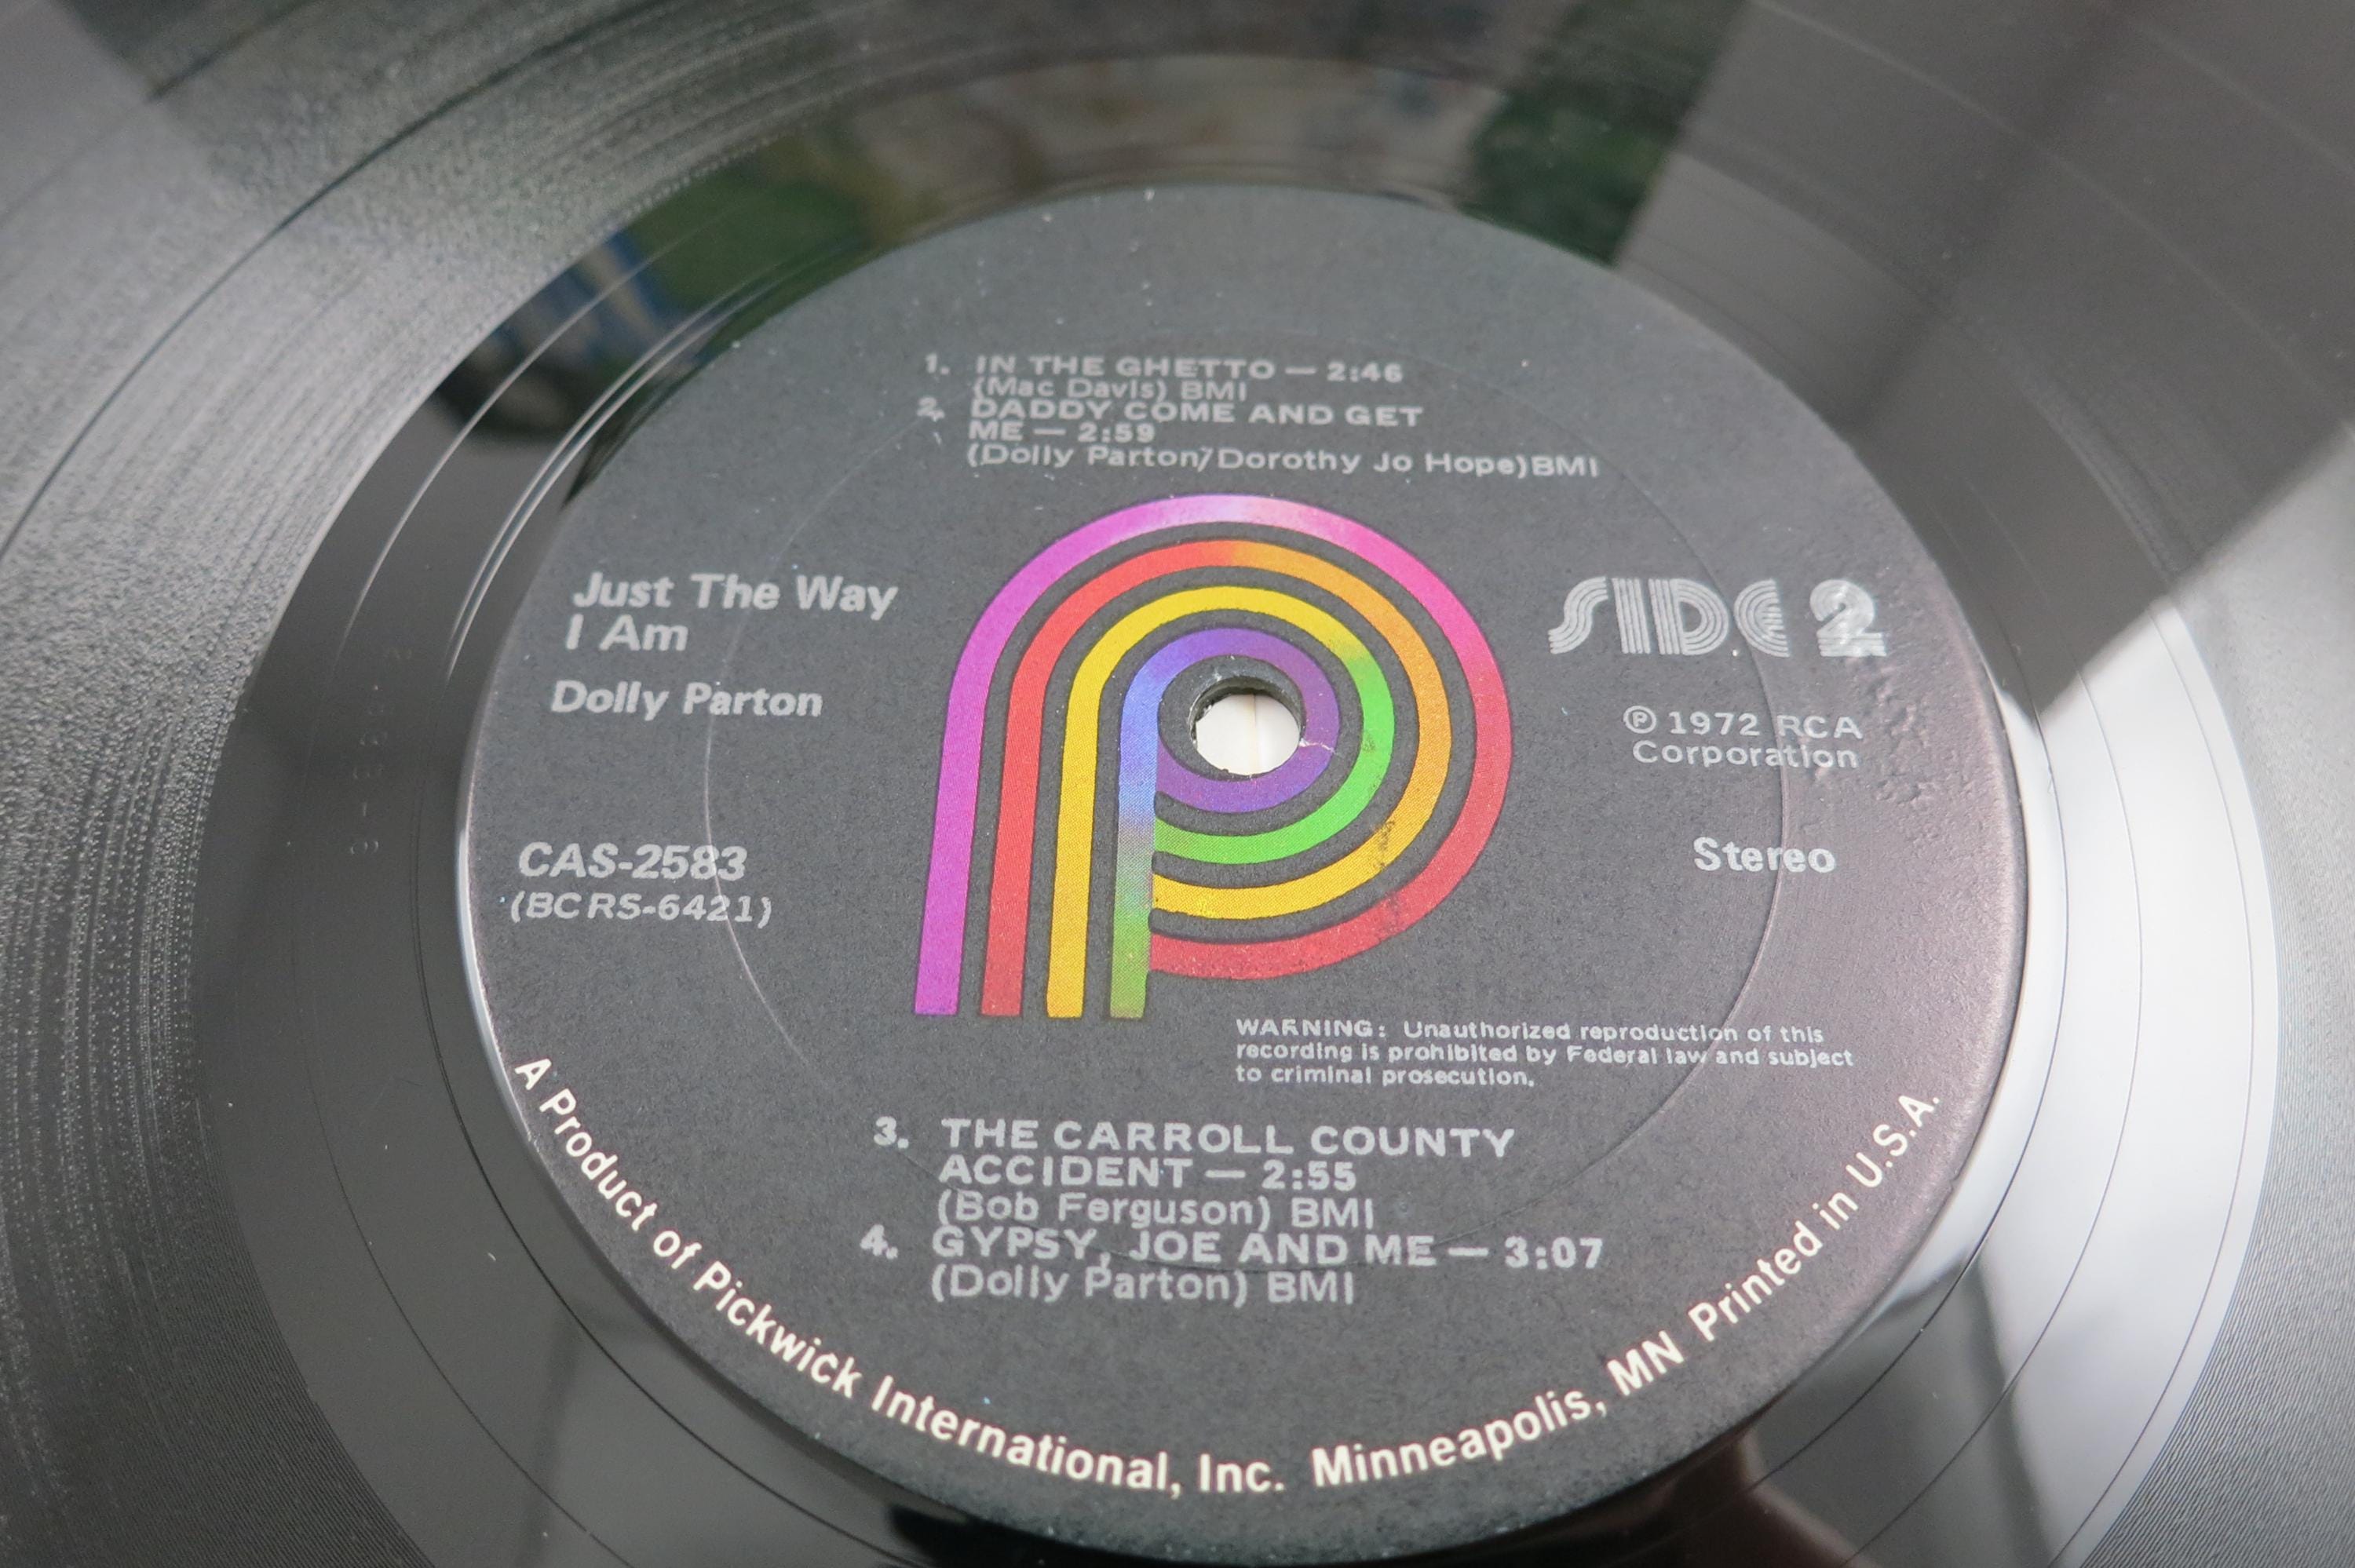 1. IN THE GHETTO — 2:46
(Mac Davis) BMI
2. DADDY COME AND GET
ME — 2:59
(Dolly Parton/Dorothy Jo Hope)BMI
Just The Way
I Am
Dolly Parton
CAS-2583
(BCRS-6421)
SIDE 2
Ⓟ 1972 RCA
Corporation
Stereo
WARNING: Unauthorized reproduction of this
recording is prohibited by Federal law and subject
to criminal prosecution.
3. THE CARROLL COUNTY
ACCIDENT — 2:55
(Bob Ferguson) BMI
4. GYPSY, JOE AND ME — 3:07
(Dolly Parton) BMI
A Product of Pickwick International, Inc. Minneapolis, MN Printed in U.S.A.